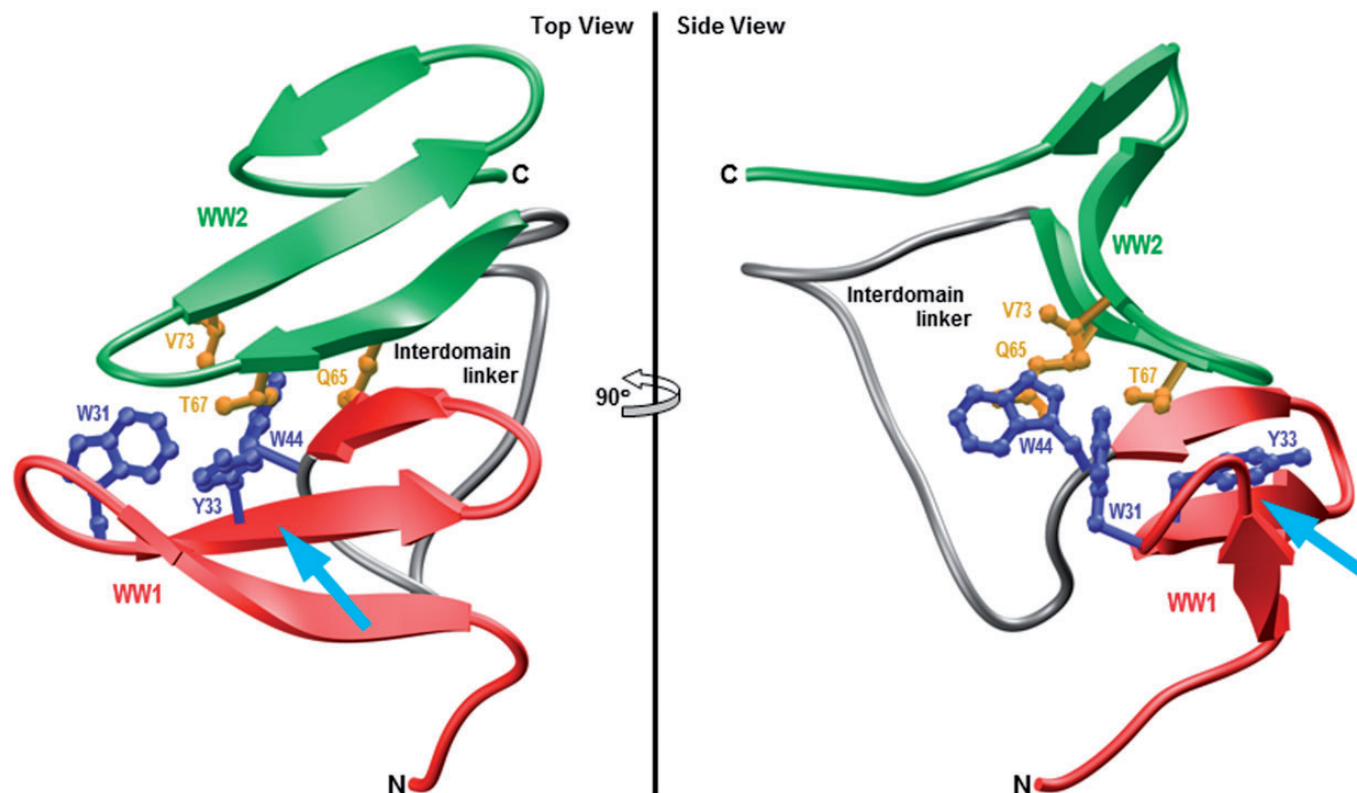 Top View
Side View
C
WW2
V73
Interdomain
linker
Q65
T67
W31
W44
Y33
WW1
N
90°
C
WW2
Interdomain
linker
V73
Q65
T67
W44
Y33
W31
WW1
N